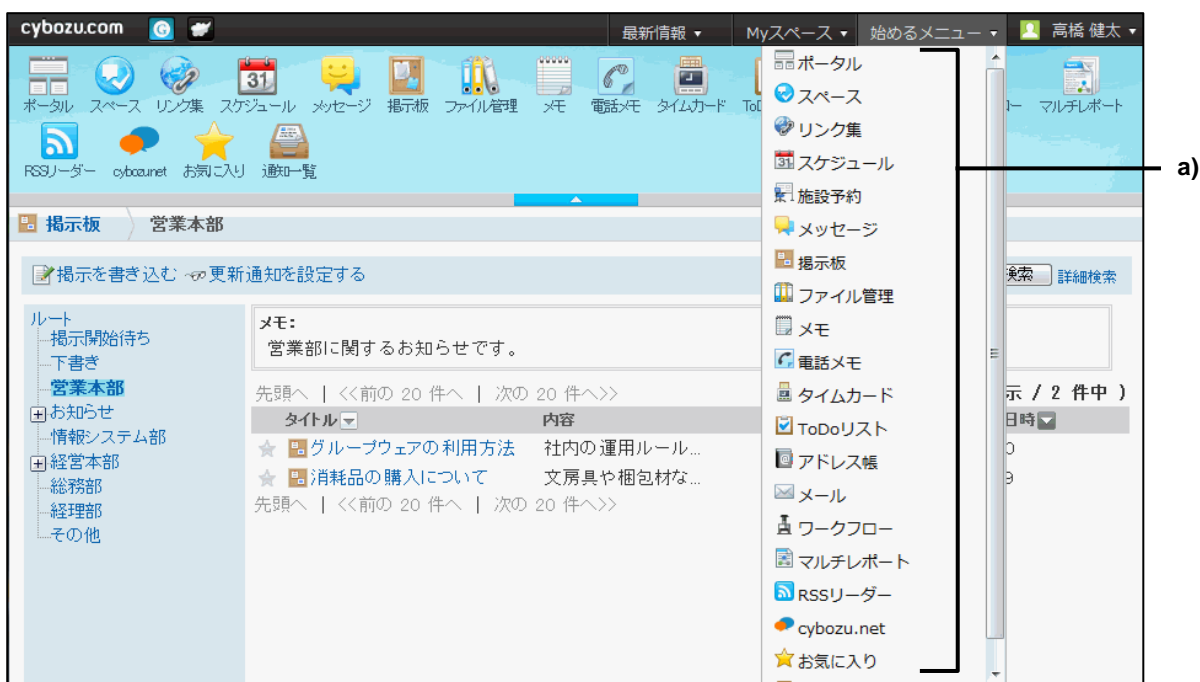 cybozu.com
最新情報 Myスペース 始めるメニュー 高橋 健太
ポータル スペース リンク集 スケジュール メッセージ 掲示板 ファイル管理 メモ 電話メモ タイムカード マルチレポート
RSSリーダー cybozu.net お気に入り 通知一覧
掲示板 営業本部
掲示を書き込む 更新通知を設定する
検索 詳細検索
ルート
掲示開始待ち
下書き
営業本部
お知らせ
情報システム部
経営本部
総務部
経理部
その他
メモ:
営業部に関するお知らせです。
先頭へ | <<前の 20 件へ | 次の 20 件へ>>
示 / 2 件中 )
タイトル 内容 日時
グループウェアの利用方法 社内の運用ルール...
消耗品の購入について 文房具や梱包材な...
先頭へ | <<前の 20 件へ | 次の 20 件へ>>
ポータル
スペース
リンク集
スケジュール
施設予約
メッセージ
掲示板
ファイル管理
メモ
電話メモ
タイムカード
ToDoリスト
アドレス帳
メール
ワークフロー
マルチレポート
RSSリーダー
cybozu.net
お気に入り
a)